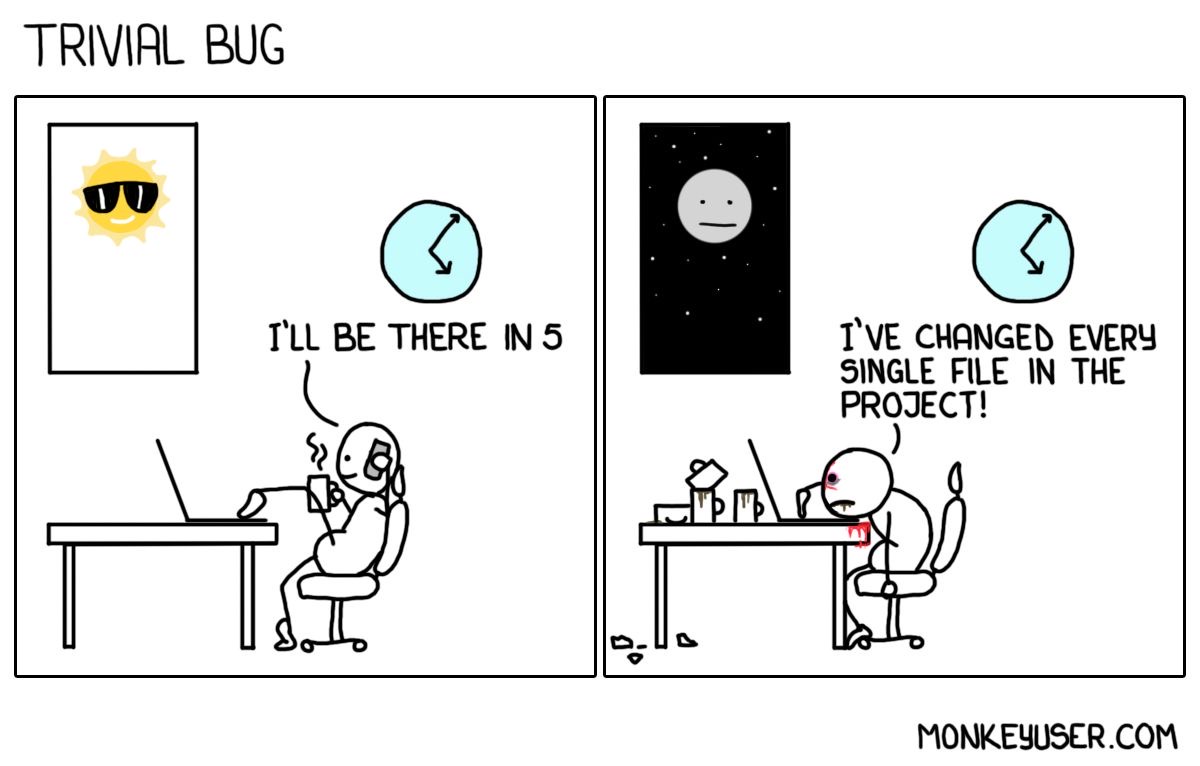 TRIVIAL BUG
I'LL BE THERE IN 5
I'VE CHANGED EVERY
SINGLE FILE IN THE
PROJECT!
MONKEYUSER.COM